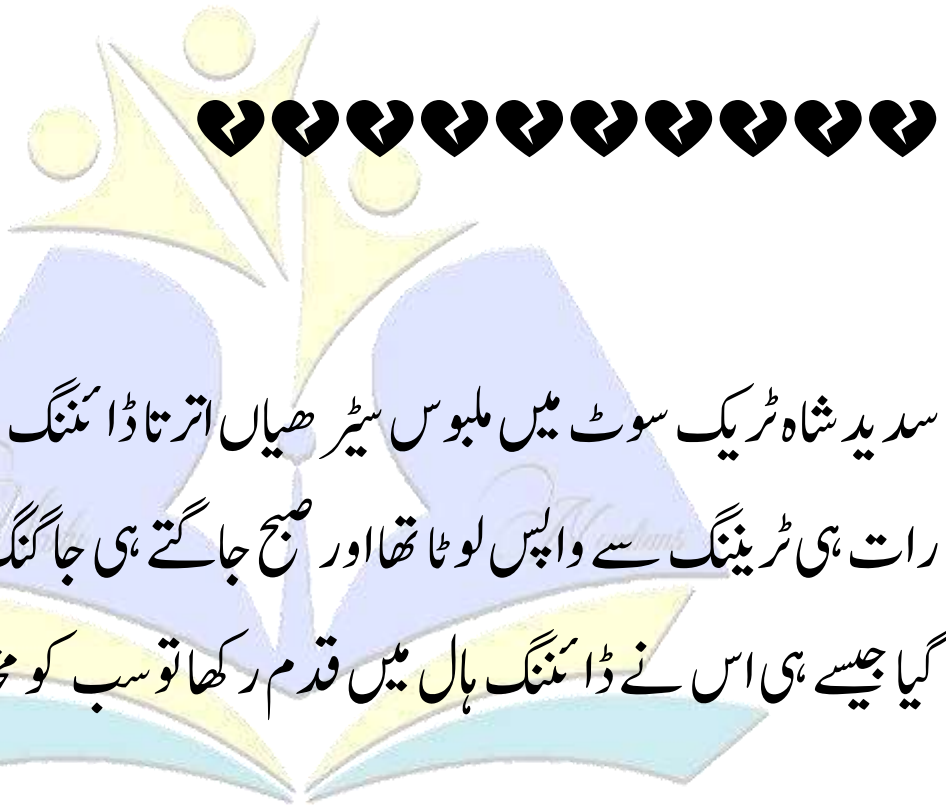 💔💔💔💔💔💔💔💔💔💔
سدید شاہ ٹریک سوٹ میں ملبوس سیڑھیاں اترتا ڈائننگ
رات ہی ٹریننگ سے واپس لوٹا تھا اور صبح جاگتے ہی جاگنگ
گیا جیسے ہی اس نے ڈائننگ ہال میں قدم رکھا تو سب کو